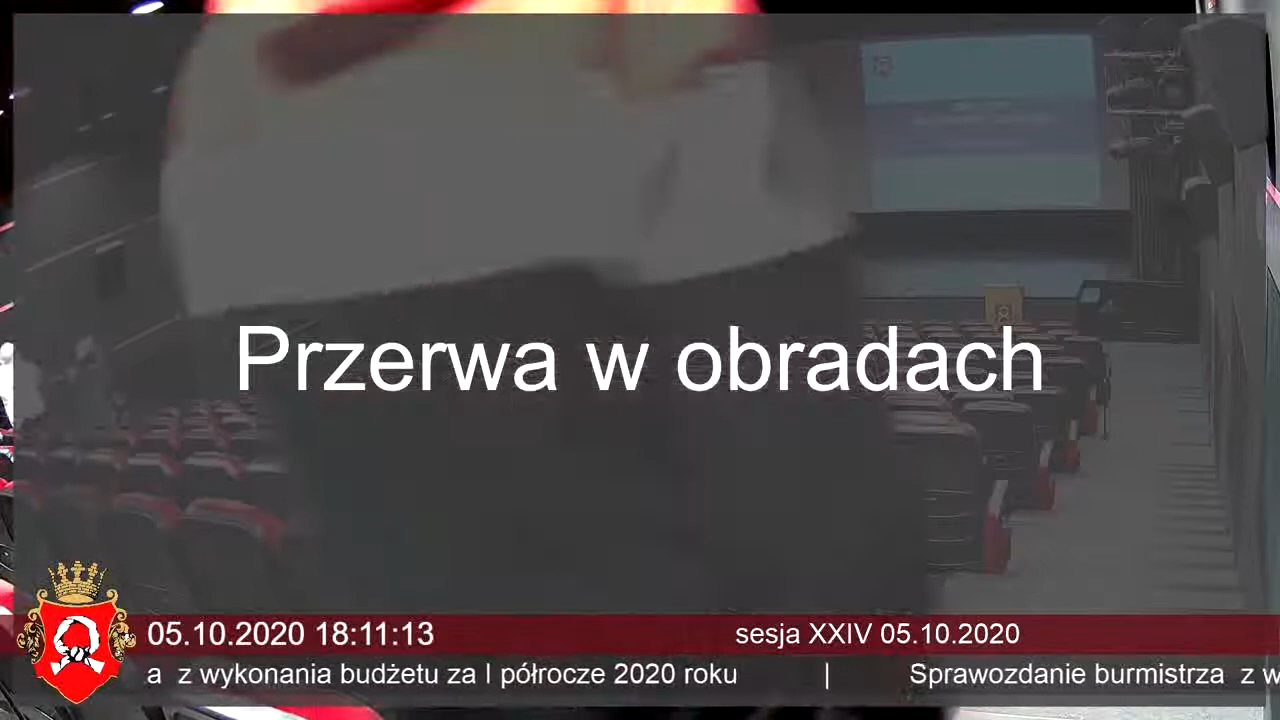 Przerwa w obradach
05.10.2020 18:11:13
sesja XXIV 05.10.2020
a z wykonania budżetu za I półrocze 2020 roku | Sprawozdanie burmistrza z w